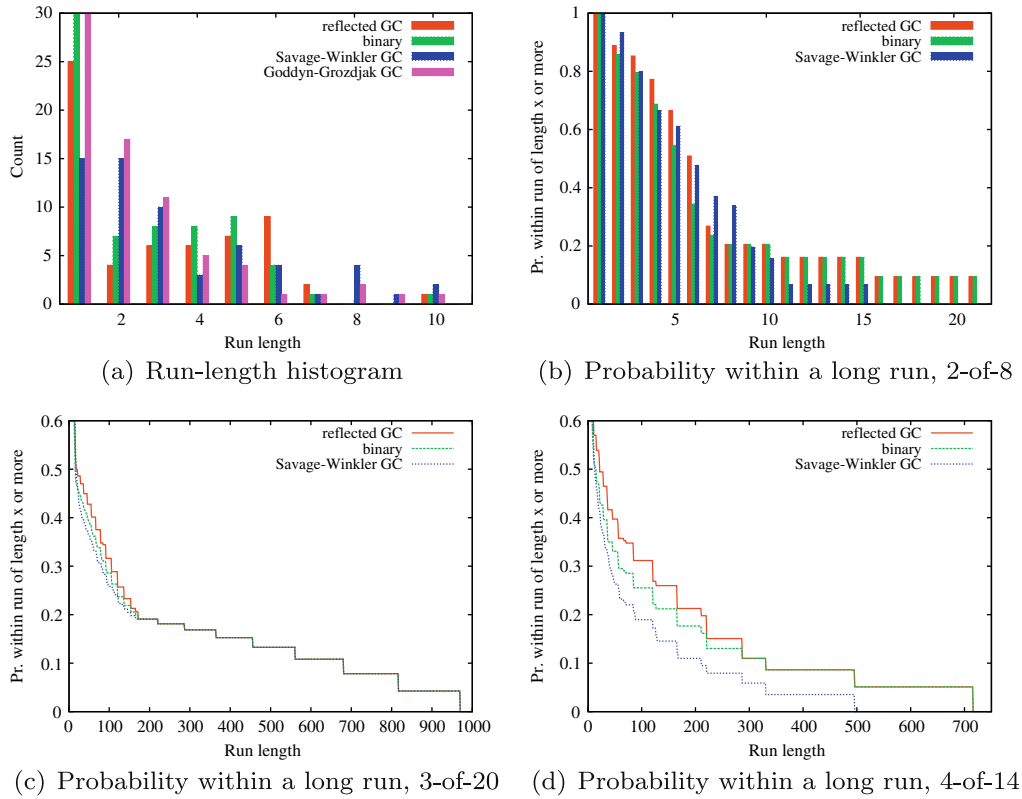 30
25
20
15
10
5
0
Count
2
4
6
8
10
Run length
reflected GC
binary
Savage-Winkler GC
Goddyn-Grozdjak GC
(a) Run-length histogram
1
0.8
0.6
0.4
0.2
0
Pr. within run of length x or more
5
10
15
20
Run length
reflected GC
binary
Savage-Winkler GC
(b) Probability within a long run, 2-of-8
0.6
0.5
0.4
0.3
0.2
0.1
0
Pr. within run of length x or more
0 100 200 300 400 500 600 700 800 900 1000
Run length
reflected GC
binary
Savage-Winkler GC
(c) Probability within a long run, 3-of-20
0.6
0.5
0.4
0.3
0.2
0.1
0
Pr. within run of length x or more
0 100 200 300 400 500 600 700
Run length
reflected GC
binary
Savage-Winkler GC
(d) Probability within a long run, 4-of-14